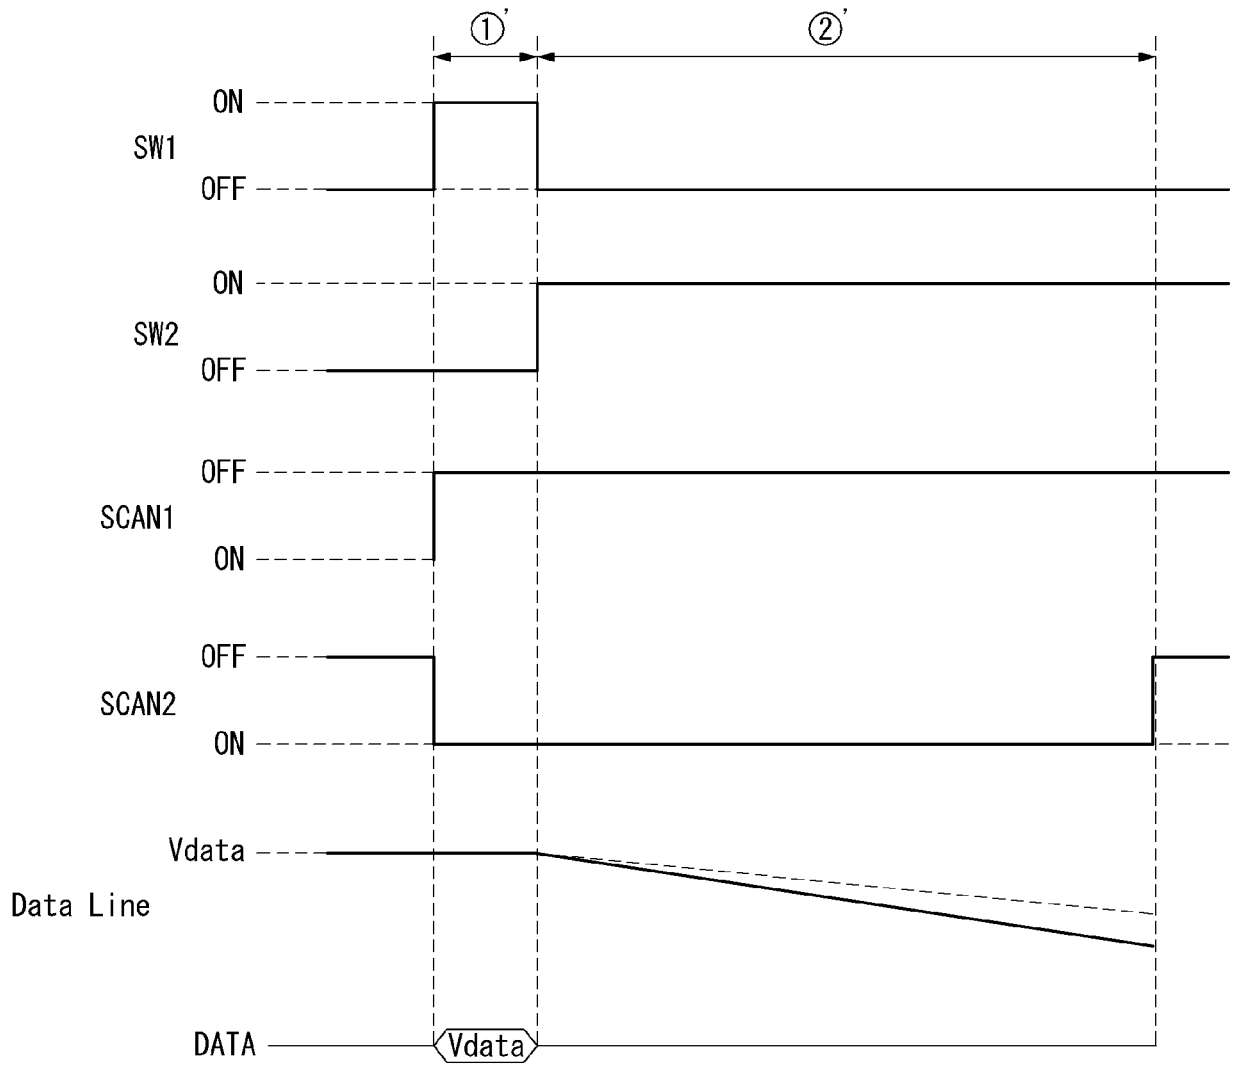 ①' ②'
ON
SW1
OFF
ON
SW2
OFF
OFF
SCAN1
ON
OFF
SCAN2
ON
Vdata
Data Line
DATA Vdata